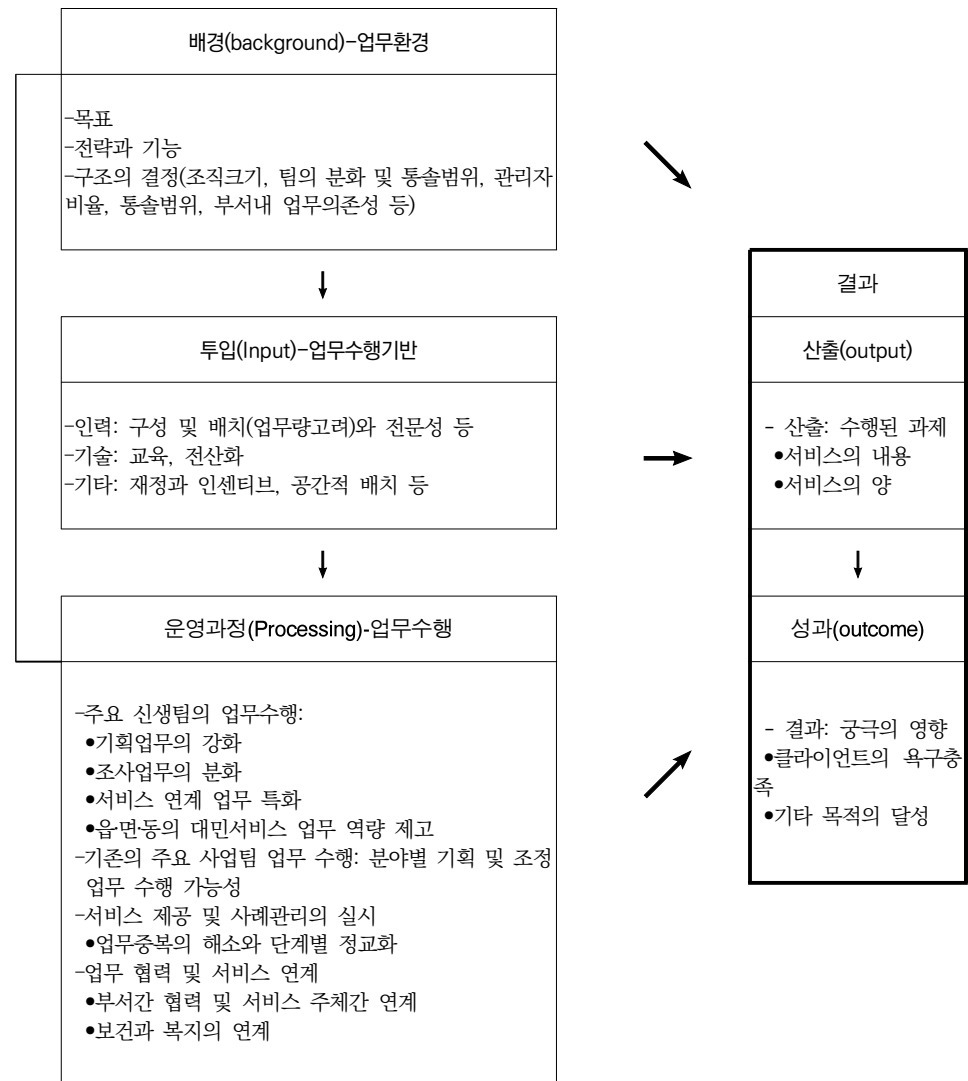 배경(background)-업무환경
-목표
-전략과 기능
-구조의 결정(조직크기, 팀의 분화 및 통솔범위, 관리자
비율, 통솔범위, 부서내 업무의존성 등)
투입(Input)-업무수행기반
-인력: 구성 및 배치(업무량고려)와 전문성 등
-기술: 교육, 전산화
-기타: 재정과 인센티브, 공간적 배치 등
운영과정(Processing)-업무수행
-주요 신생팀의 업무수행:
•기획업무의 강화
•조사업무의 분화
•서비스 연계 업무 특화
•읍·면·동의 대민서비스 업무 역량 제고
-기존의 주요 사업팀 업무 수행: 분야별 기획 및 조정
업무 수행 가능성
-서비스 제공 및 사례관리의 실시
•업무중복의 해소와 단계별 정교화
-업무 협력 및 서비스 연계
•부서간 협력 및 서비스 주체간 연계
•보건과 복지의 연계
결과
산출(output)
- 산출: 수행된 과제
•서비스의 내용
•서비스의 양
성과(outcome)
- 결과: 궁극의 영향
•클라이언트의 욕구충
족
•기타 목적의 달성